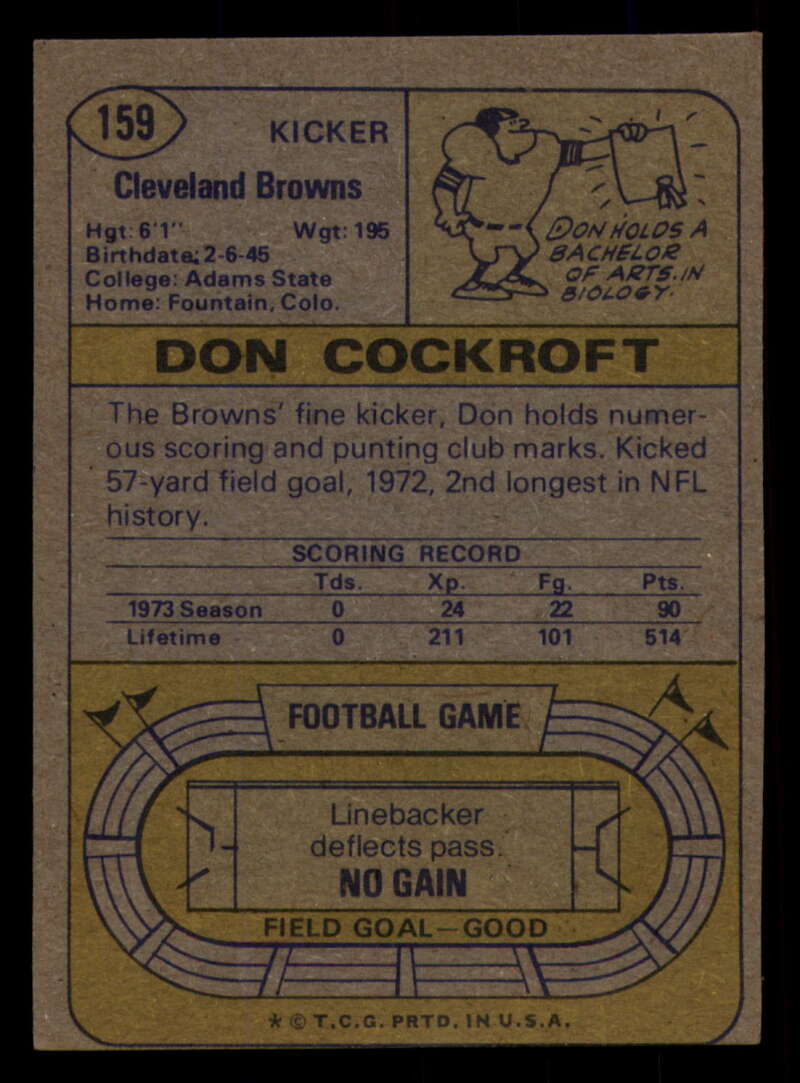 159
KICKER
Cleveland Browns
Hgt: 6'1" Wgt: 195
Birthdate: 2-6-45
College: Adams State
Home: Fountain, Colo.
DON HOLDS A
BACHELOR
OF ARTS IN
BIOLOGY.
DON COCKROFT
The Browns' fine kicker, Don holds numer-
ous scoring and punting club marks. Kicked
57-yard field goal, 1972, 2nd longest in NFL
history.
SCORING RECORD
Tds. Xp. Fg. Pts.
1973 Season 0 24 22 90
Lifetime 0 211 101 514
FOOTBALL GAME
Linebacker
deflects pass.
NO GAIN
FIELD GOAL—GOOD
* © T.C.G. PRTD. IN U.S.A.